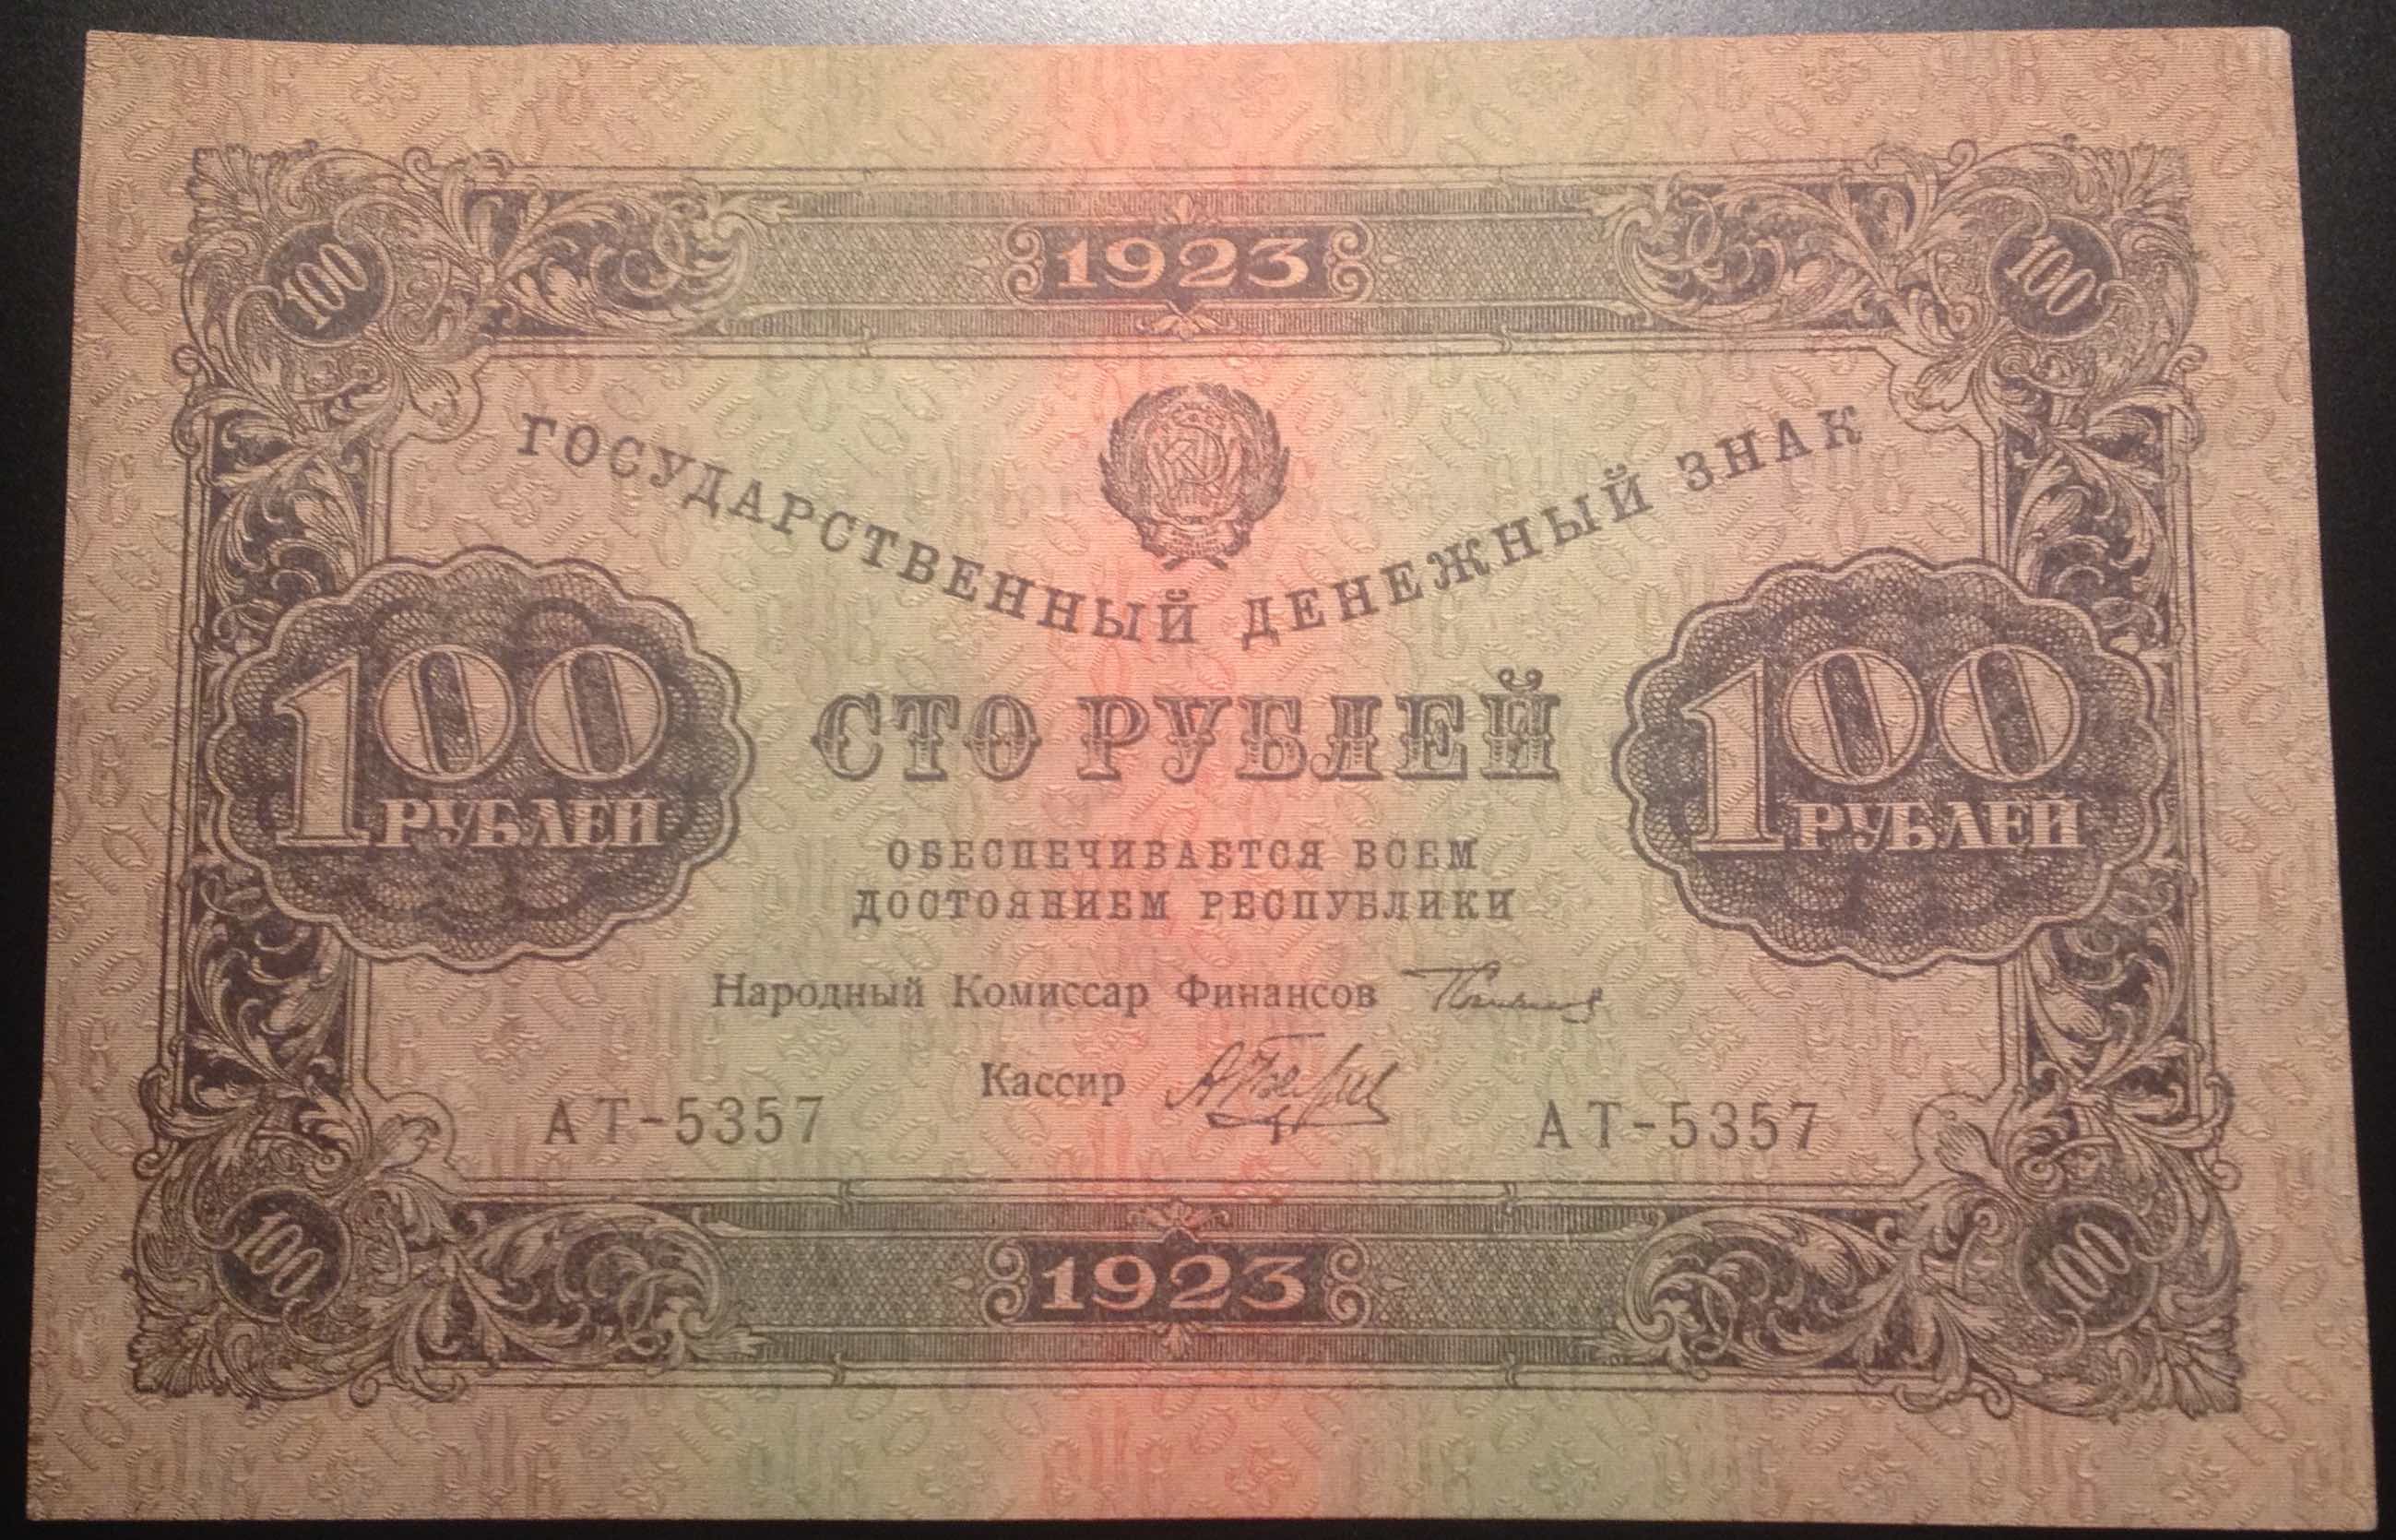 1923
100
100
ГОСУДАРСТВЕННЫЙ ДЕНЕЖНЫЙ ЗНАК
СТО РУБЛЕЙ
100
РУБЛЕЙ
100
РУБЛЕЙ
ОБЕСПЕЧИВАЕТСЯ ВСЕМ
ДОСТОЯНИЕМ РЕСПУБЛИКИ
Народный Комиссар Финансов
Кассир
АТ-5357
АТ-5357
100
1923
100